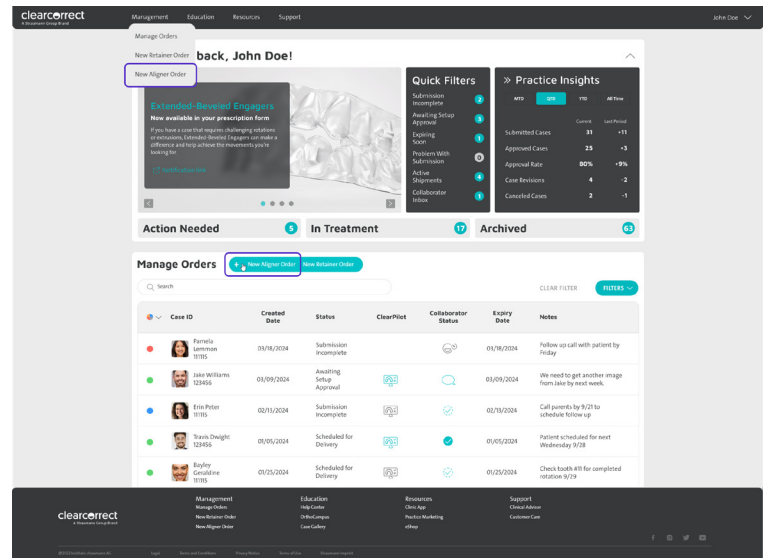 clearcorrect
A Straumann Group Brand
Management Education Resources Support
John Doe
Manage Orders
New Retainer Order
New Aligner Order
back, John Doe!
Extended-Beveled Engagers
Now available in your prescription form
If you have a case that requires challenging rotations
or extrusions, Extended-Beveled Engagers can make a
difference and help achieve the movements you're
looking for.
Quick Filters
Submission Incomplete 2
Awaiting Setup Approval 3
Expiring Soon 1
Problem With Submission 0
Active Shipments 4
Collaborator Inbox 1
» Practice Insights
MTD QTD YTD All Time
Current Last Period
Submitted Cases 31 +11
Approved Cases 25 +3
Approval Rate 80% +9%
Case Revisions 4 -2
Canceled Cases 2 -1
Action Needed 5
In Treatment 17
Archived 63
Manage Orders
+ New Aligner Order
New Retainer Order
Search
CLEAR FILTER
FILTERS
Case ID Created Date Status ClearPilot Collaborator Status Expiry Date Notes
Pamela Lemmon 111115 03/18/2024 Submission Incomplete 03/18/2024 Follow up call with patient by Friday
Jake Williams 123456 03/09/2024 Awaiting Setup Approval 03/09/2024 We need to get another image from Jake by next week.
Erin Peter 111115 02/13/2024 Submission Incomplete 02/13/2024 Call parents by 9/21 to schedule follow up
Travis Dwight 123456 01/05/2024 Scheduled for Delivery 01/05/2024 Patient scheduled for next Wednesday 9/28
Bayley Geraldine 111115 01/25/2024 Scheduled for Delivery 01/25/2024 Check tooth #11 for completed rotation 9/29
clearcorrect
A Straumann Group Brand
Management
Manage Orders
New Retainer Order
New Aligner Order
Education
Help Center
OrthoCampus
Case Gallery
Resources
Clinic App
Practice Marketing
eShop
Support
Clinical Advisor
Customer Care
Legal Terms and Conditions Privacy Notice Terms of Use Straumann Imprint